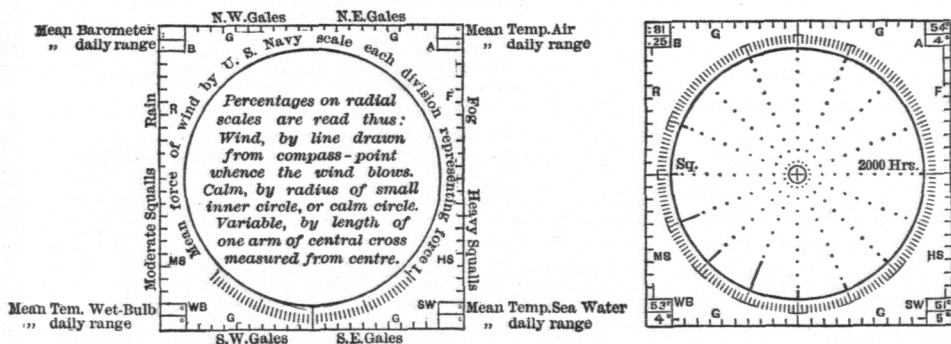 N.W. Gales N.E. Gales
Mean Barometer
„ daily range
B G G A
Mean Temp. Air
„ daily range
Rain
R
F
Fog
Mean force of wind by U. S. Navy scale each division representing force 1,
Percentages on radial
scales are read thus:
Wind, by line drawn
from compass-point
whence the wind blows.
Calm, by radius of small
inner circle, or calm circle.
Variable, by length of
one arm of central cross
measured from centre.
Moderate Squalls
MS
HS
Heavy Squalls
Mean Tem. Wet-Bulb
„ daily range
WB G G SW
Mean Temp. Sea Water
„ daily range
S.W. Gales S.E. Gales
.81 54°
.25 B G G A 4°
R F
Sq. 2000 Hrs.
MS HS
53° WB SW 51°
4° G G 5°